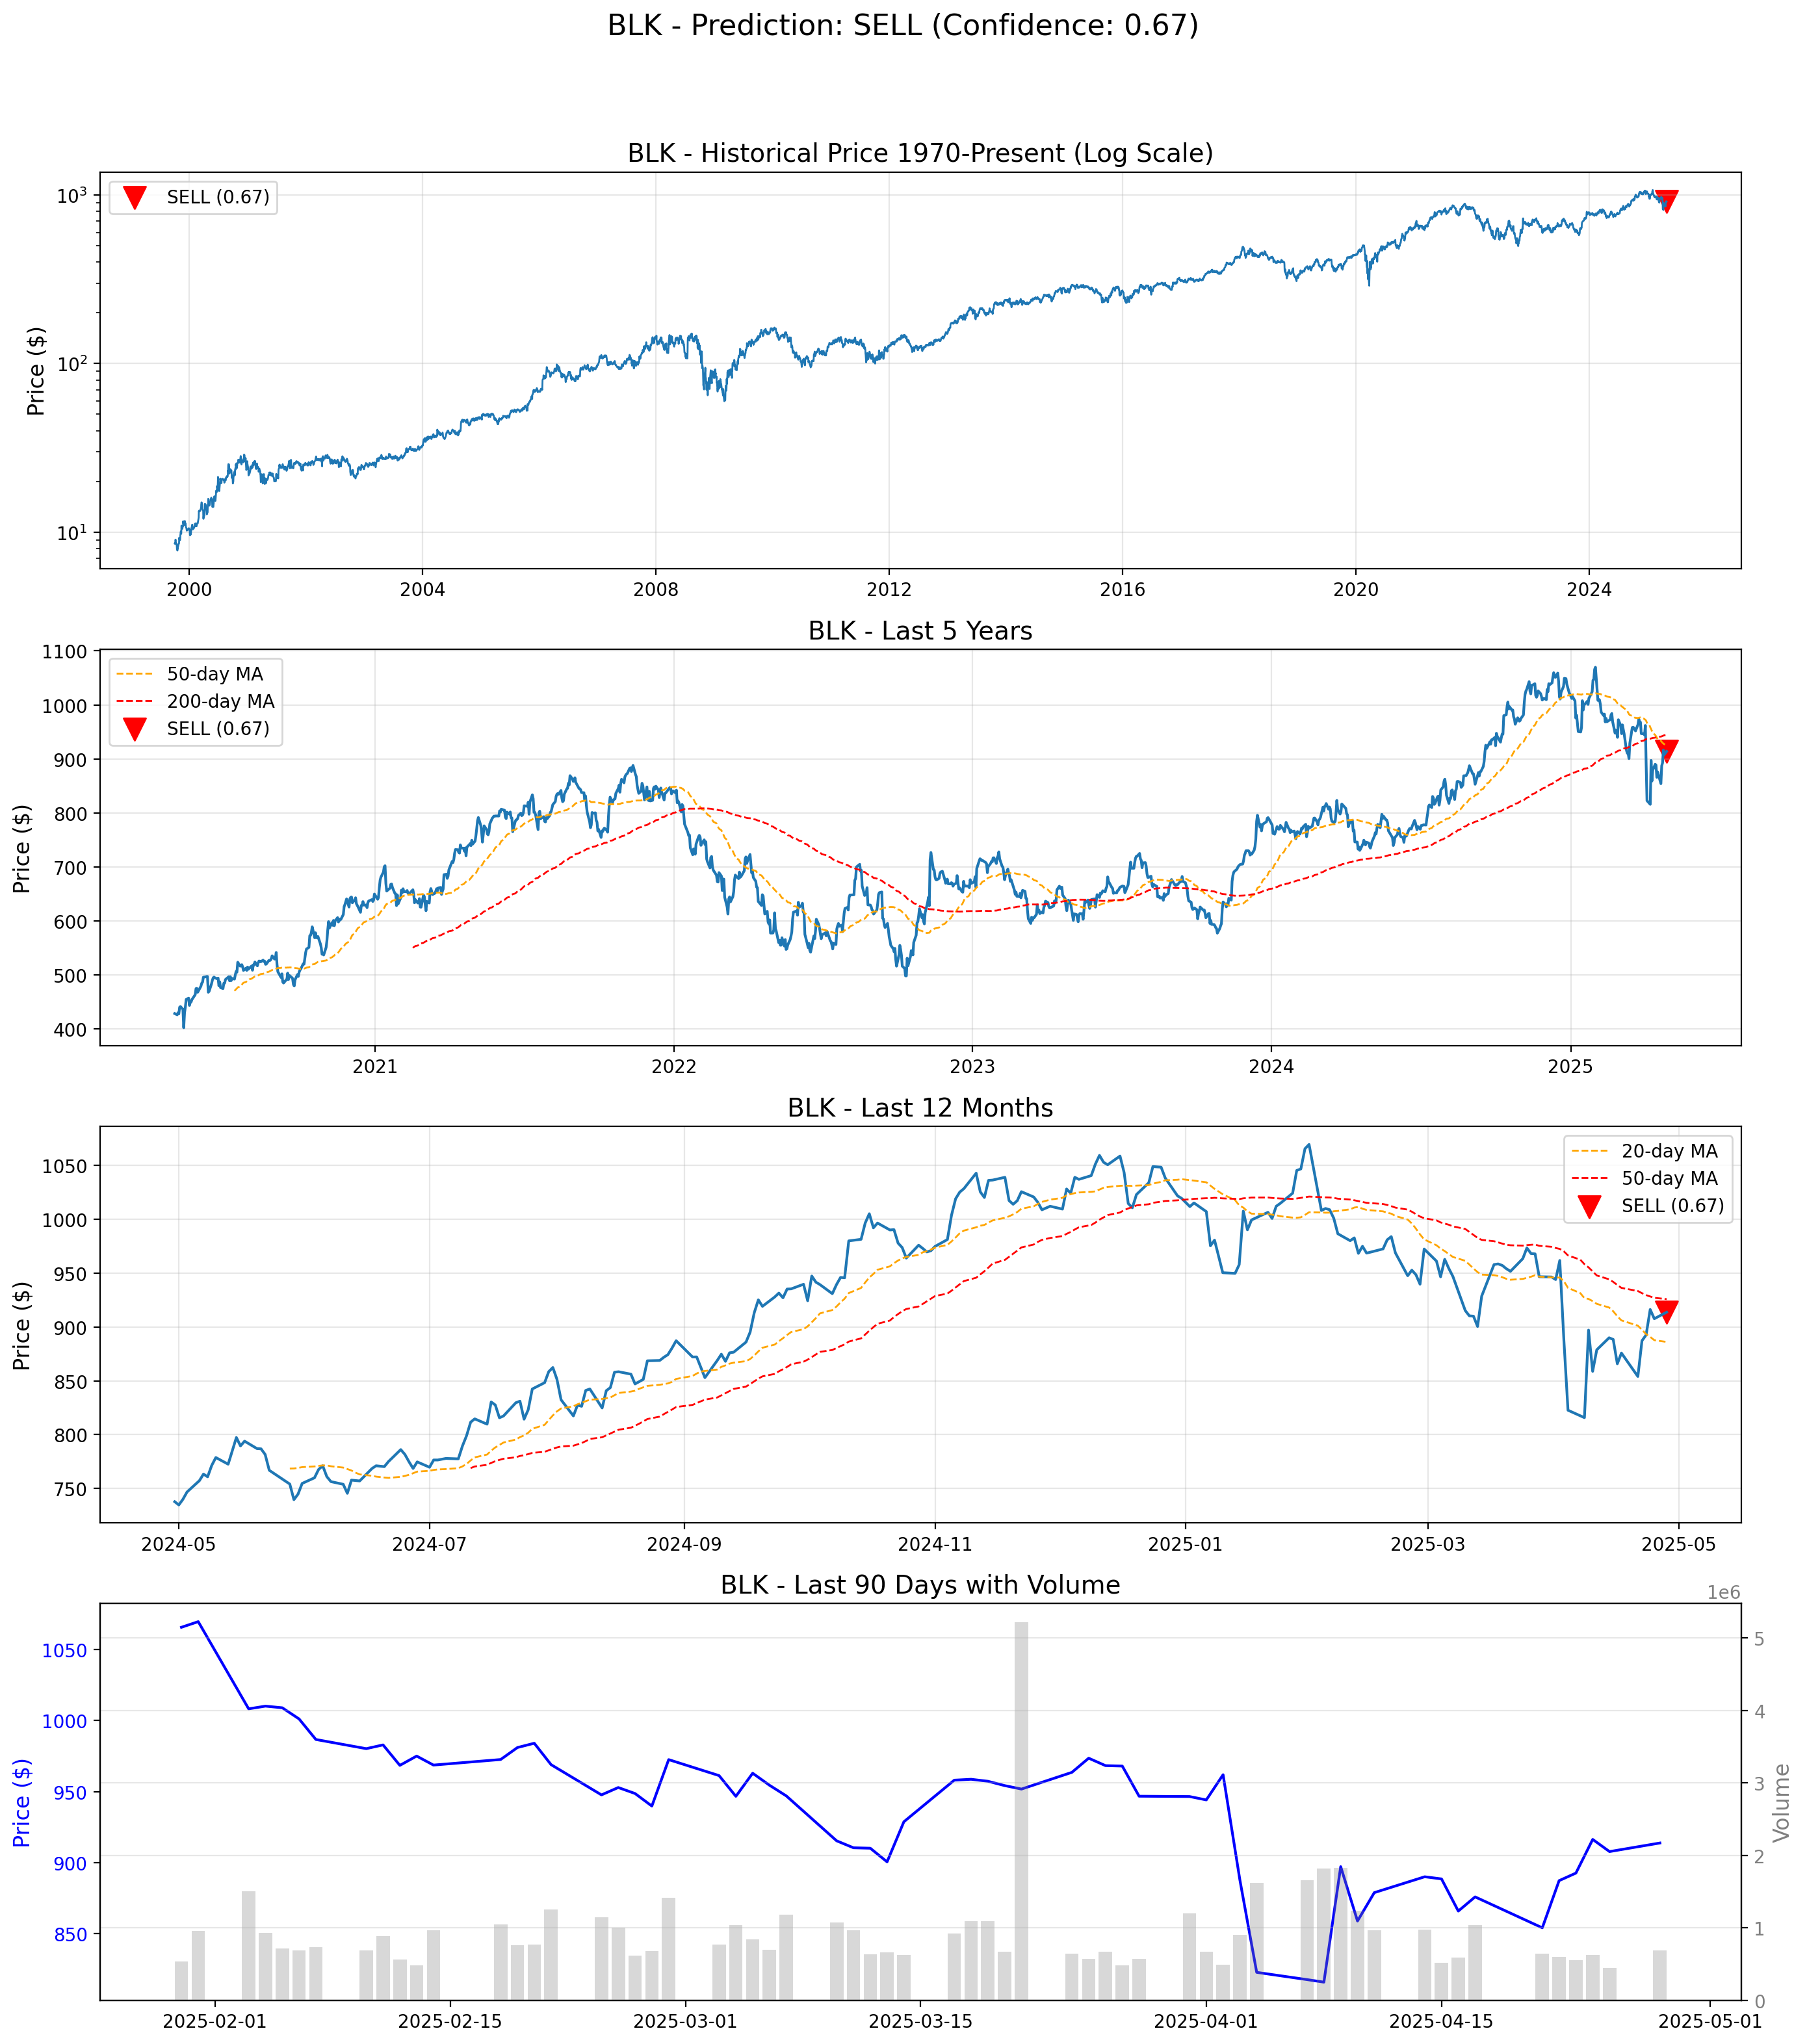 BLK - Prediction: SELL (Confidence: 0.67)
BLK - Historical Price 1970-Present (Log Scale)
SELL (0.67)
Price ($)
10³
10²
10¹
2000 2004 2008 2012 2016 2020 2024
BLK - Last 5 Years
50-day MA
200-day MA
SELL (0.67)
Price ($)
1100
1000
900
800
700
600
500
400
2021 2022 2023 2024 2025
BLK - Last 12 Months
20-day MA
50-day MA
SELL (0.67)
Price ($)
1050
1000
950
900
850
800
750
2024-05 2024-07 2024-09 2024-11 2025-01 2025-03 2025-05
BLK - Last 90 Days with Volume
1e6
Price ($)
1050
1000
950
900
850
5
4
3
2
1
0
Volume
2025-02-01 2025-02-15 2025-03-01 2025-03-15 2025-04-01 2025-04-15 2025-05-01